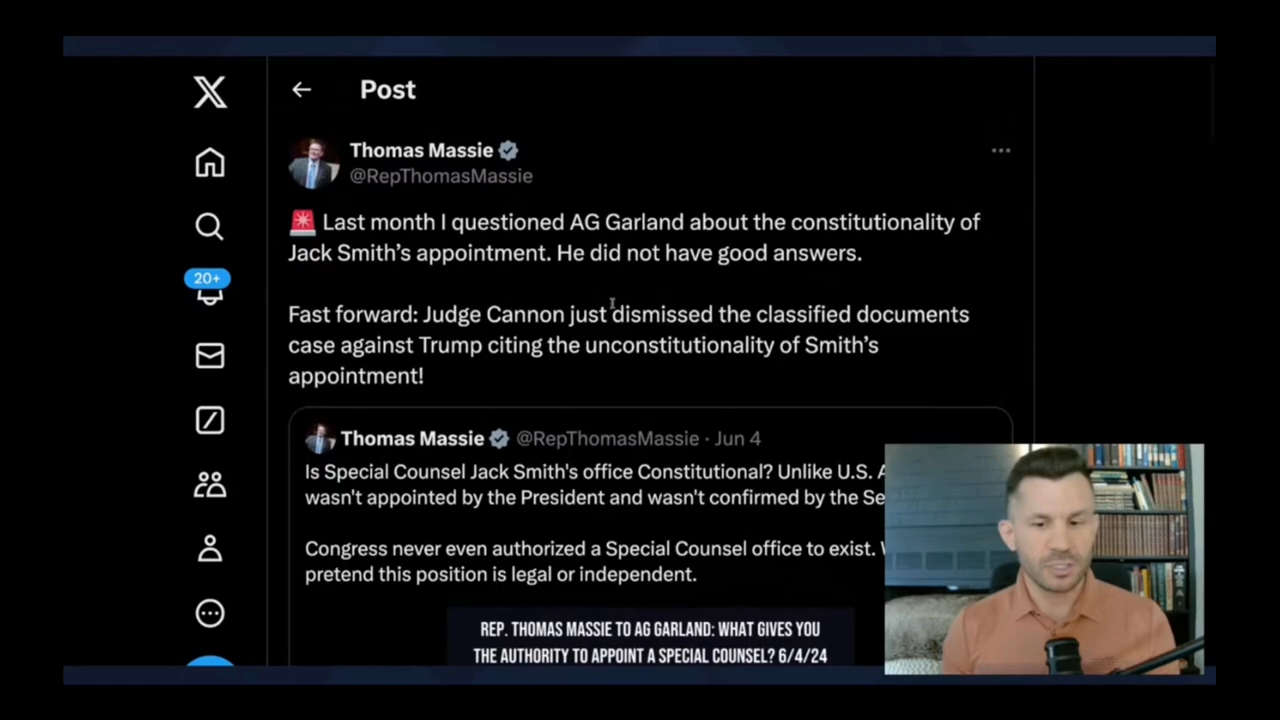 Post
Thomas Massie
@RepThomasMassie
🚨 Last month I questioned AG Garland about the constitutionality of
Jack Smith’s appointment. He did not have good answers.
20+
Fast forward: Judge Cannon just dismissed the classified documents
case against Trump citing the unconstitutionality of Smith’s
appointment!
Thomas Massie @RepThomasMassie · Jun 4
Is Special Counsel Jack Smith's office Constitutional? Unlike U.S.
wasn't appointed by the President and wasn't confirmed by the
Congress never even authorized a Special Counsel office to exist.
pretend this position is legal or independent.
REP. THOMAS MASSIE TO AG GARLAND: WHAT GIVES YOU
THE AUTHORITY TO APPOINT A SPECIAL COUNSEL? 6/4/24